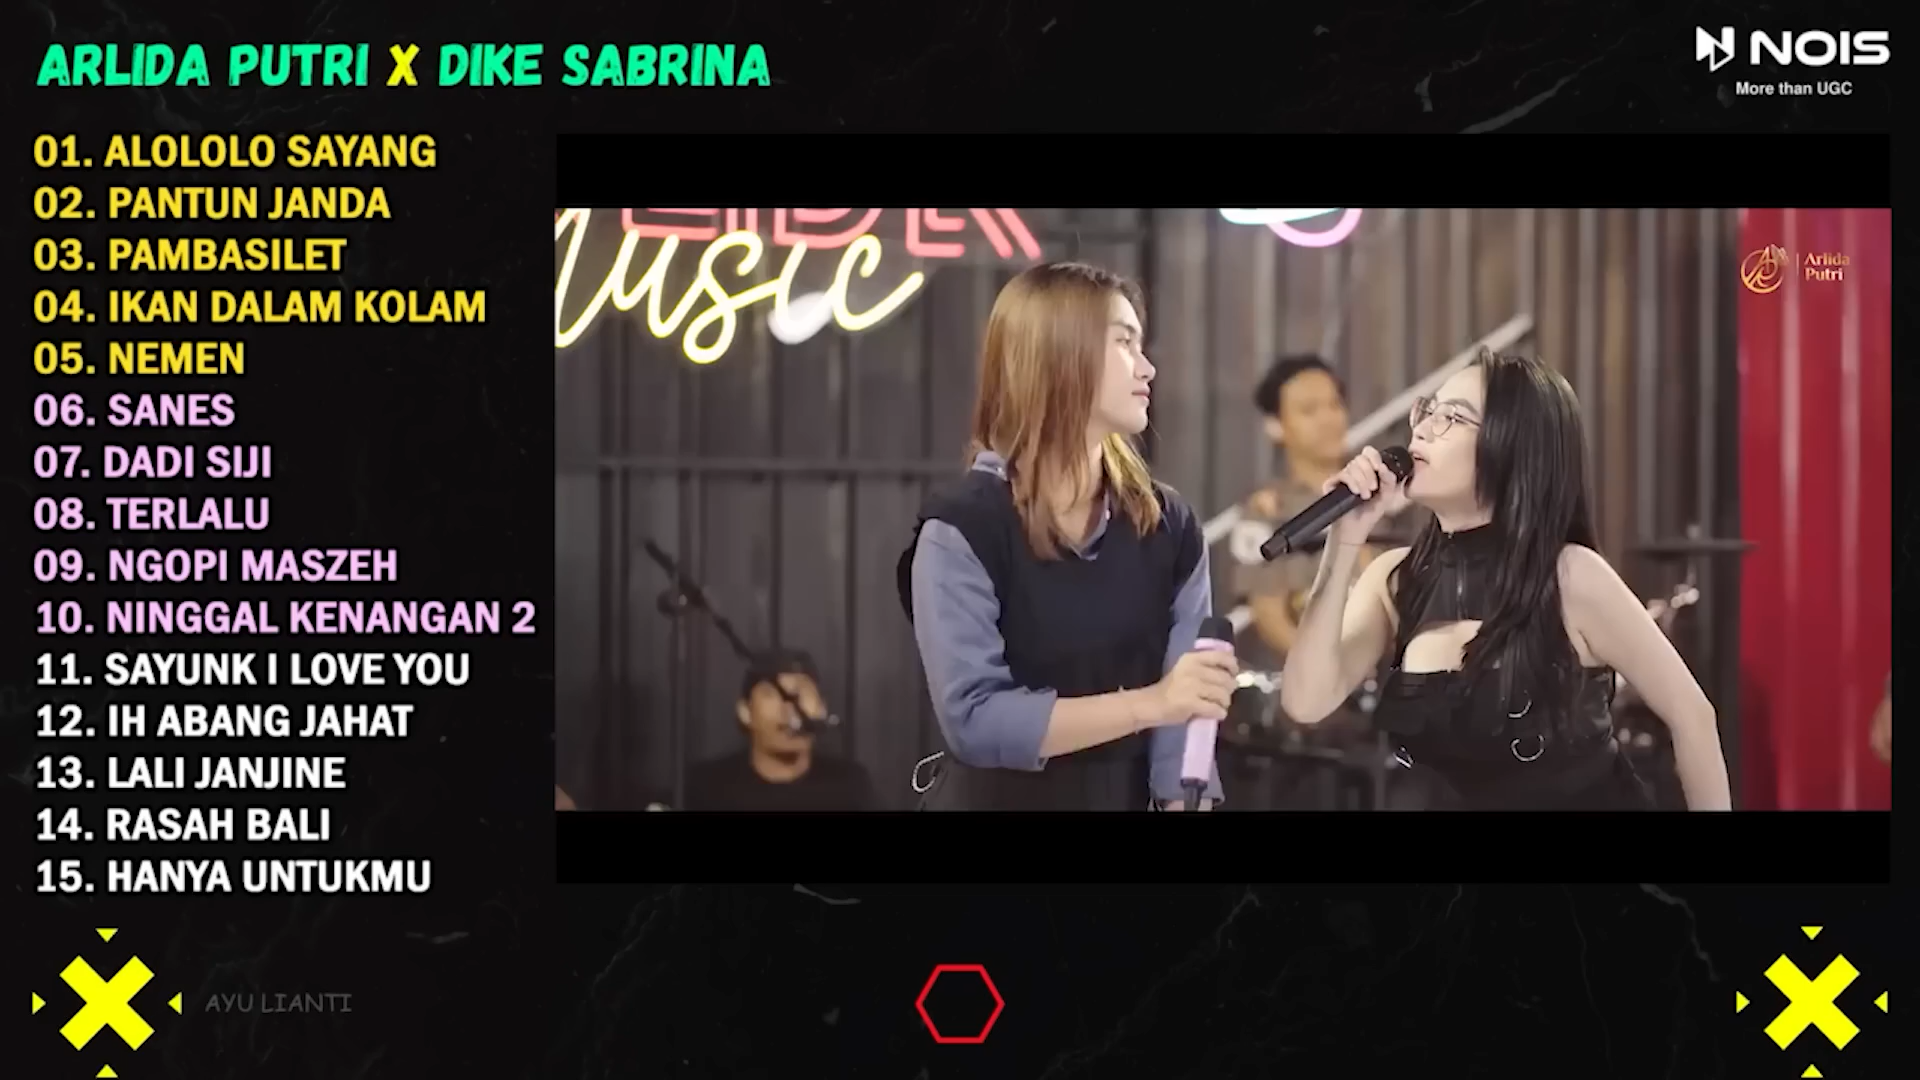 ARLIDA PUTRI X DIKE SABRINA
NOIS
More than UGC
01. ALOLOLO SAYANG
02. PANTUN JANDA
03. PAMBASILET
04. IKAN DALAM KOLAM
05. NEMEN
06. SANES
07. DADI SIJI
08. TERLALU
09. NGOPI MASZEH
10. NINGGAL KENANGAN 2
11. SAYUNK I LOVE YOU
12. IH ABANG JAHAT
13. LALI JANJINE
14. RASAH BALI
15. HANYA UNTUKMU
Music
Arlida
Putri
AYU LIANTI